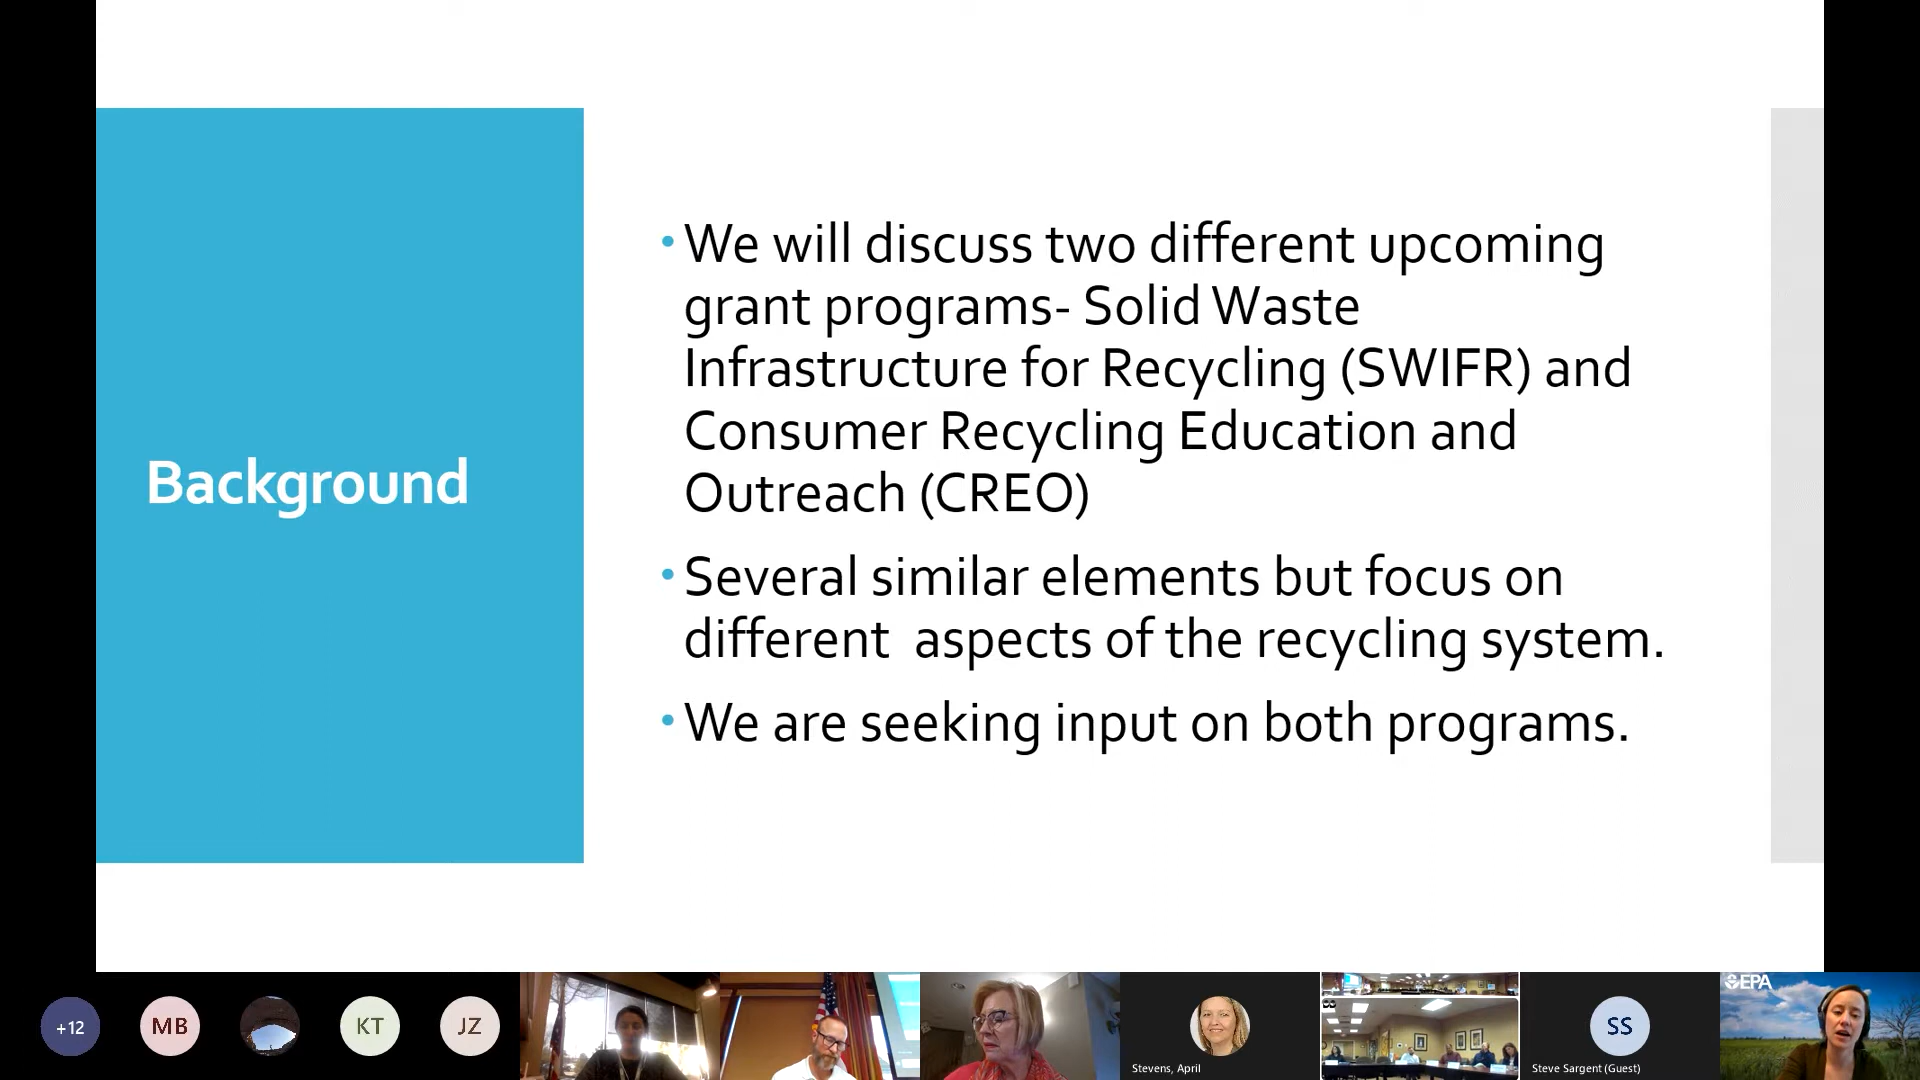 Background
• We will discuss two different upcoming
grant programs- Solid Waste
Infrastructure for Recycling (SWIFR) and
Consumer Recycling Education and
Outreach (CREO)
• Several similar elements but focus on
different  aspects of the recycling system.
• We are seeking input on both programs.
+12
MB
KT
JZ
Stevens, April
SS
Steve Sargent (Guest)
EPA